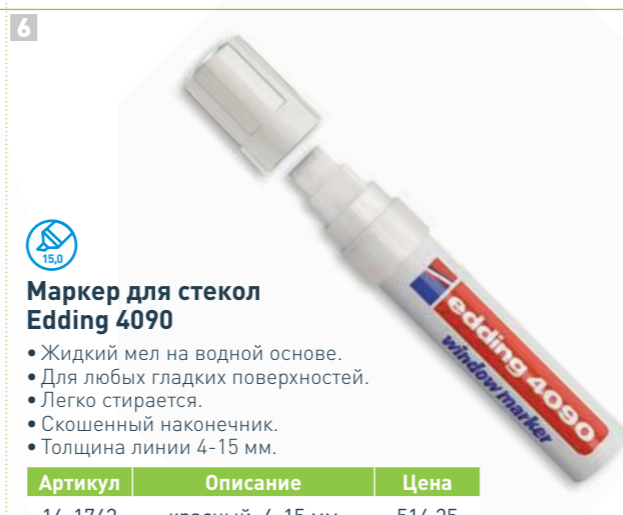 6
15,0
Маркер для стекол
Edding 4090
• Жидкий мел на водной основе.
• Для любых гладких поверхностей.
• Легко стирается.
• Скошенный наконечник.
• Толщина линии 4-15 мм.
Артикул Описание Цена
edding 4090
window marker